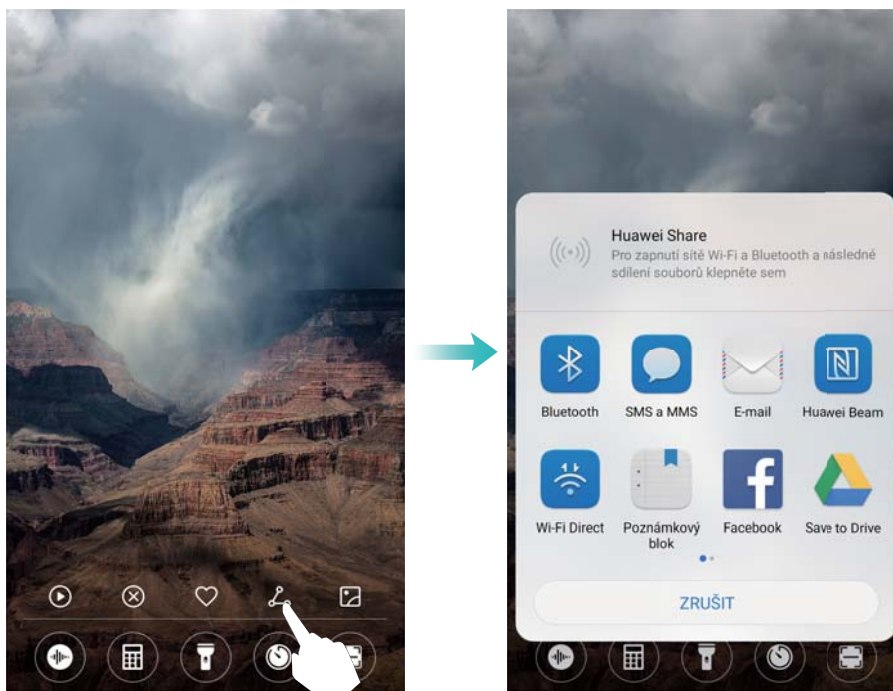 Huawei Share
Pro zapnutí sítě Wi-Fi a Bluetooth a následné
sdílení souborů klepněte sem
Bluetooth
SMS a MMS
E-mail
Huawei Beam
Wi-Fi Direct
Poznámkový
blok
Facebook
Save to Drive
ZRUŠIT